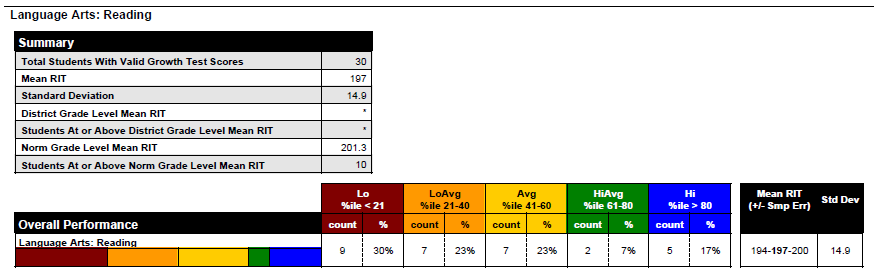 Language Arts: Reading
Summary
Total Students With Valid Growth Test Scores 30
Mean RIT 197
Standard Deviation 14.9
District Grade Level Mean RIT *
Students At or Above District Grade Level Mean RIT *
Norm Grade Level Mean RIT 201.3
Students At or Above Norm Grade Level Mean RIT 10
Lo LoAvg Avg HiAvg Hi Mean RIT Std Dev
%ile < 21 %ile 21-40 %ile 41-60 %ile 61-80 %ile > 80 (+/- Smp Err)
Overall Performance count % count % count % count % count %
Language Arts: Reading 9 30% 7 23% 7 23% 2 7% 5 17% 194-197-200 14.9